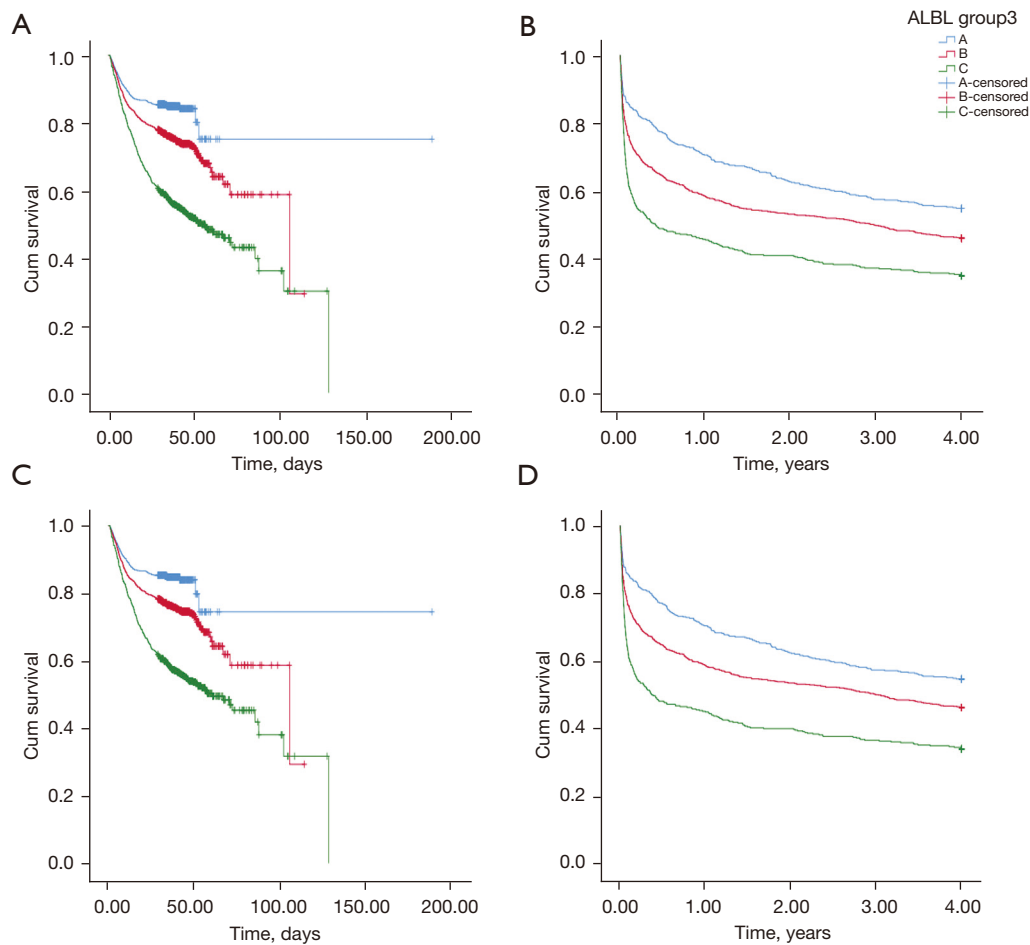 A
1.0
0.8
0.6
0.4
0.2
0.0
Cum survival
0.00 50.00 100.00 150.00 200.00
Time, days
B
1.0
0.8
0.6
0.4
0.2
0.0
Cum survival
0.00 1.00 2.00 3.00 4.00
Time, years
ALBL group3
A
B
C
A-censored
B-censored
C-censored
C
1.0
0.8
0.6
0.4
0.2
0.0
Cum survival
0.00 50.00 100.00 150.00 200.00
Time, days
D
1.0
0.8
0.6
0.4
0.2
0.0
Cum survival
0.00 1.00 2.00 3.00 4.00
Time, years